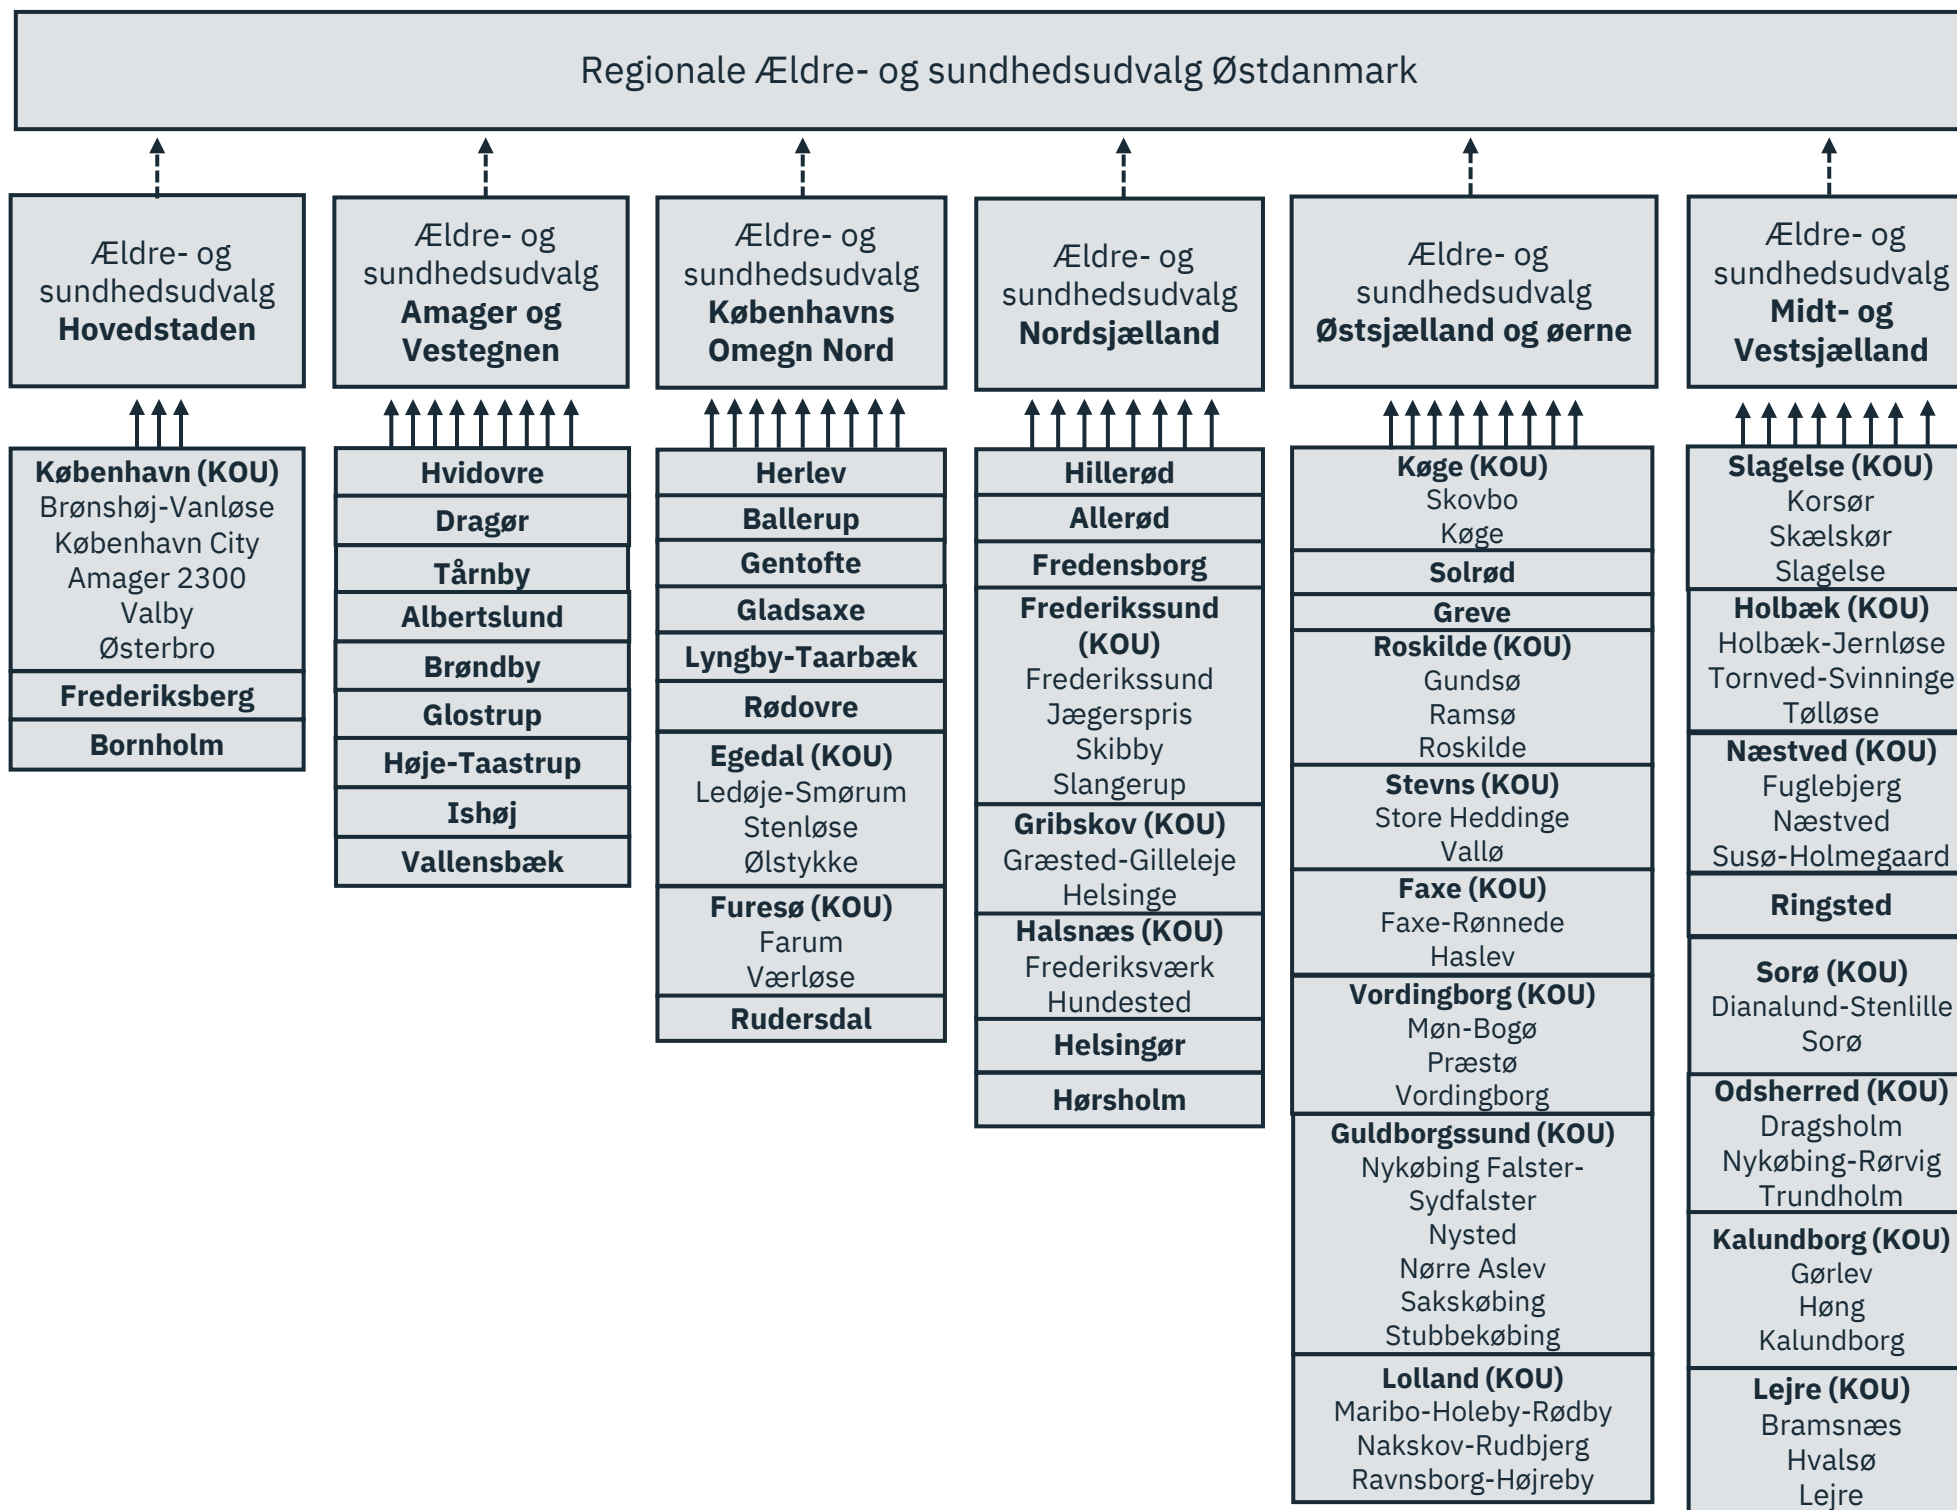 Regionale Ældre- og sundhedsudvalg Østdanmark
Ældre- og
sundhedsudvalg
Hovedstaden
København (KOU)
Brønshøj-Vanløse
København City
Amager 2300
Valby
Østerbro
Frederiksberg
Bornholm
Ældre- og
sundhedsudvalg
Amager og
Vestegnen
Hvidovre
Dragør
Tårnby
Albertslund
Brøndby
Glostrup
Høje-Taastrup
Ishøj
Vallensbæk
Ældre- og
sundhedsudvalg
Københavns
Omegn Nord
Herlev
Ballerup
Gentofte
Gladsaxe
Lyngby-Taarbæk
Rødovre
Egedal (KOU)
Ledøje-Smørum
Stenløse
Ølstykke
Furesø (KOU)
Farum
Værløse
Rudersdal
Ældre- og
sundhedsudvalg
Nordsjælland
Hillerød
Allerød
Fredensborg
Frederikssund
(KOU)
Frederikssund
Jægerspris
Skibby
Slangerup
Gribskov (KOU)
Græsted-Gilleleje
Helsinge
Halsnæs (KOU)
Frederiksværk
Hundested
Helsingør
Hørsholm
Ældre- og
sundhedsudvalg
Østsjælland og øerne
Køge (KOU)
Skovbo
Køge
Solrød
Greve
Roskilde (KOU)
Gundsø
Ramsø
Roskilde
Stevns (KOU)
Store Heddinge
Vallø
Faxe (KOU)
Faxe-Rønnede
Haslev
Vordingborg (KOU)
Møn-Bogø
Præstø
Vordingborg
Guldborgssund (KOU)
Nykøbing Falster-
Sydfalster
Nysted
Nørre Aslev
Sakskøbing
Stubbekøbing
Lolland (KOU)
Maribo-Holeby-Rødby
Nakskov-Rudbjerg
Ravnsborg-Højreby
Ældre- og
sundhedsudvalg
Midt- og
Vestsjælland
Slagelse (KOU)
Korsør
Skælskør
Slagelse
Holbæk (KOU)
Holbæk-Jernløse
Tornved-Svinninge
Tølløse
Næstved (KOU)
Fuglebjerg
Næstved
Susø-Holmegaard
Ringsted
Sorø (KOU)
Dianalund-Stenlille
Sorø
Odsherred (KOU)
Dragsholm
Nykøbing-Rørvig
Trundholm
Kalundborg (KOU)
Gørlev
Høng
Kalundborg
Lejre (KOU)
Bramsnæs
Hvalsø
Lejre